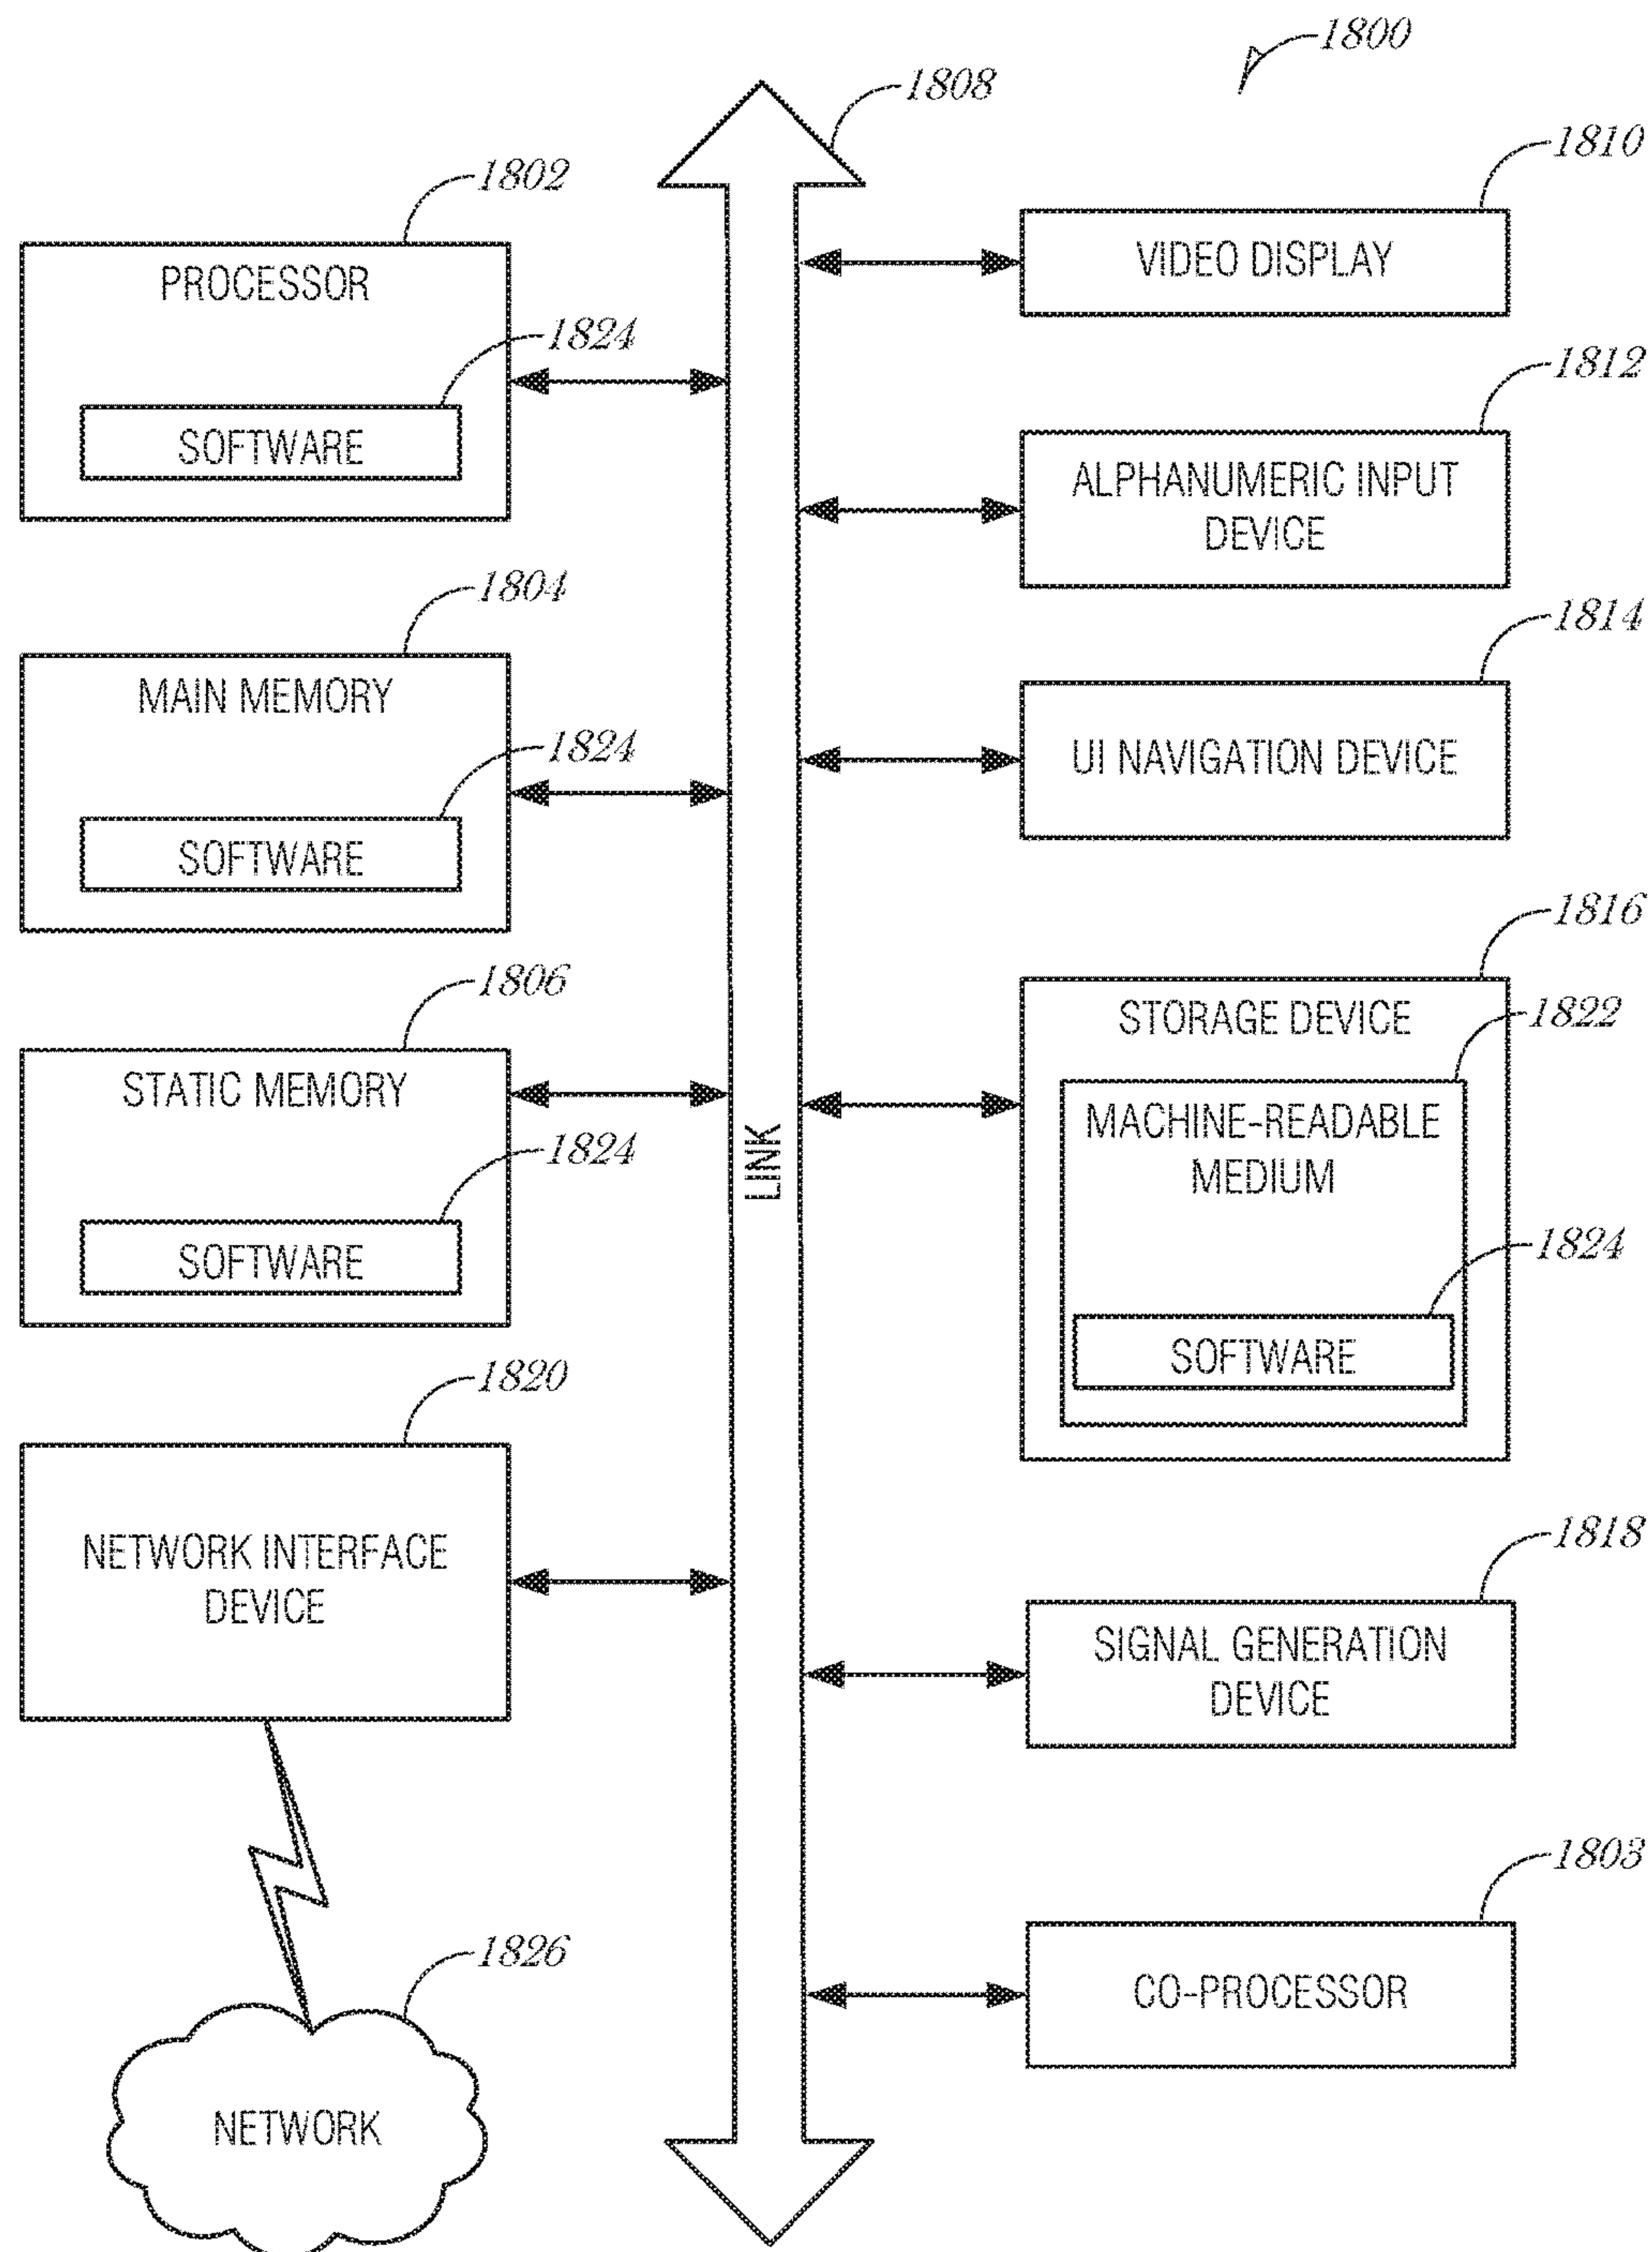 1800
1808
1802
PROCESSOR
1824
SOFTWARE
1804
MAIN MEMORY
1824
SOFTWARE
1806
STATIC MEMORY
1824
SOFTWARE
1820
NETWORK INTERFACE
DEVICE
1826
NETWORK
LINK
1810
VIDEO DISPLAY
1812
ALPHANUMERIC INPUT
DEVICE
1814
UI NAVIGATION DEVICE
1816
STORAGE DEVICE
1822
MACHINE-READABLE
MEDIUM
1824
SOFTWARE
1818
SIGNAL GENERATION
DEVICE
1803
CO-PROCESSOR